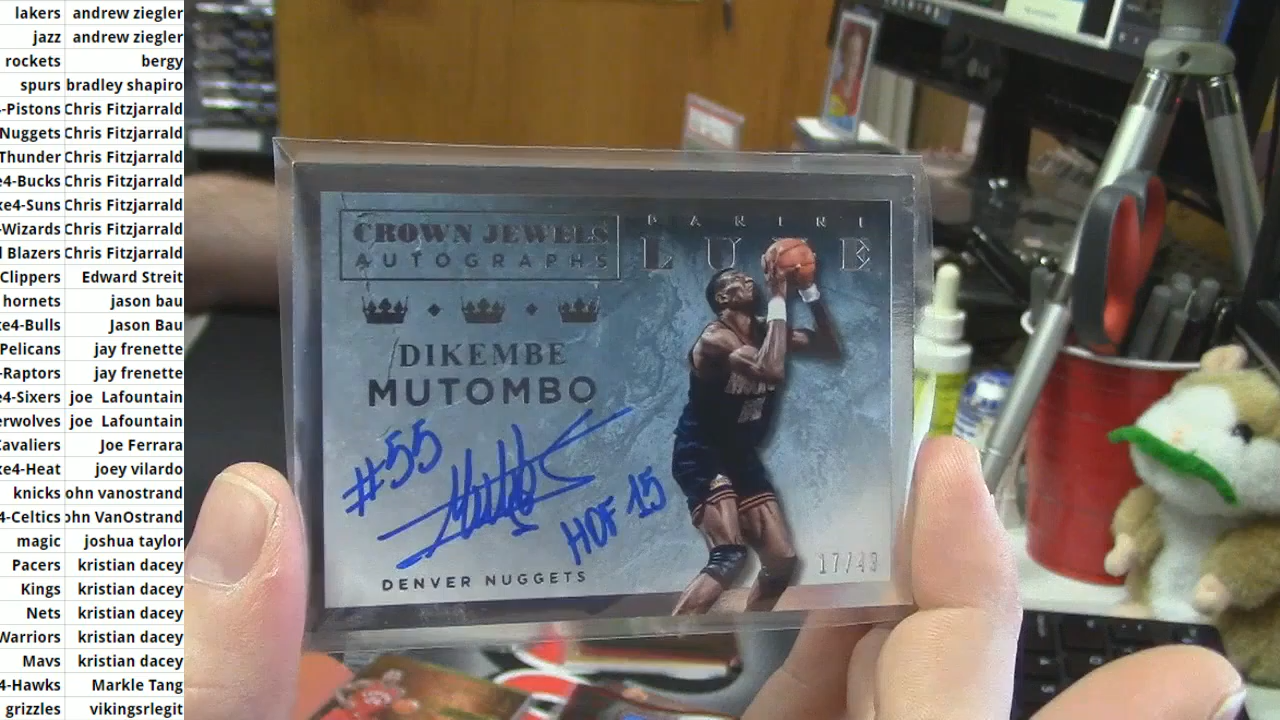 lakers andrew ziegler
jazz andrew ziegler
rockets bergy
spurs bradley shapiro
-Pistons Chris Fitzjarrald
Nuggets Chris Fitzjarrald
Thunder Chris Fitzjarrald
e4-Bucks Chris Fitzjarrald
xe4-Suns Chris Fitzjarrald
-Wizards Chris Fitzjarrald
l Blazers Chris Fitzjarrald
Clippers Edward Streit
hornets jason bau
xe4-Bulls Jason Bau
Pelicans jay frenette
-Raptors jay frenette
e4-Sixers joe Lafountain
erwolves joe Lafountain
Cavaliers Joe Ferrara
xe4-Heat joey vilardo
knicks ohn vanostrand
4-Celtics ohn VanOstrand
magic joshua taylor
Pacers kristian dacey
Kings kristian dacey
Nets kristian dacey
Warriors kristian dacey
Mavs kristian dacey
4-Hawks Markle Tang
grizzles vikingsrlegit
CROWN JEWELS
AUTOGRAPHS
PANINI
LUXE
DIKEMBE
MUTOMBO
#55
HOF 15
DENVER NUGGETS
17/49